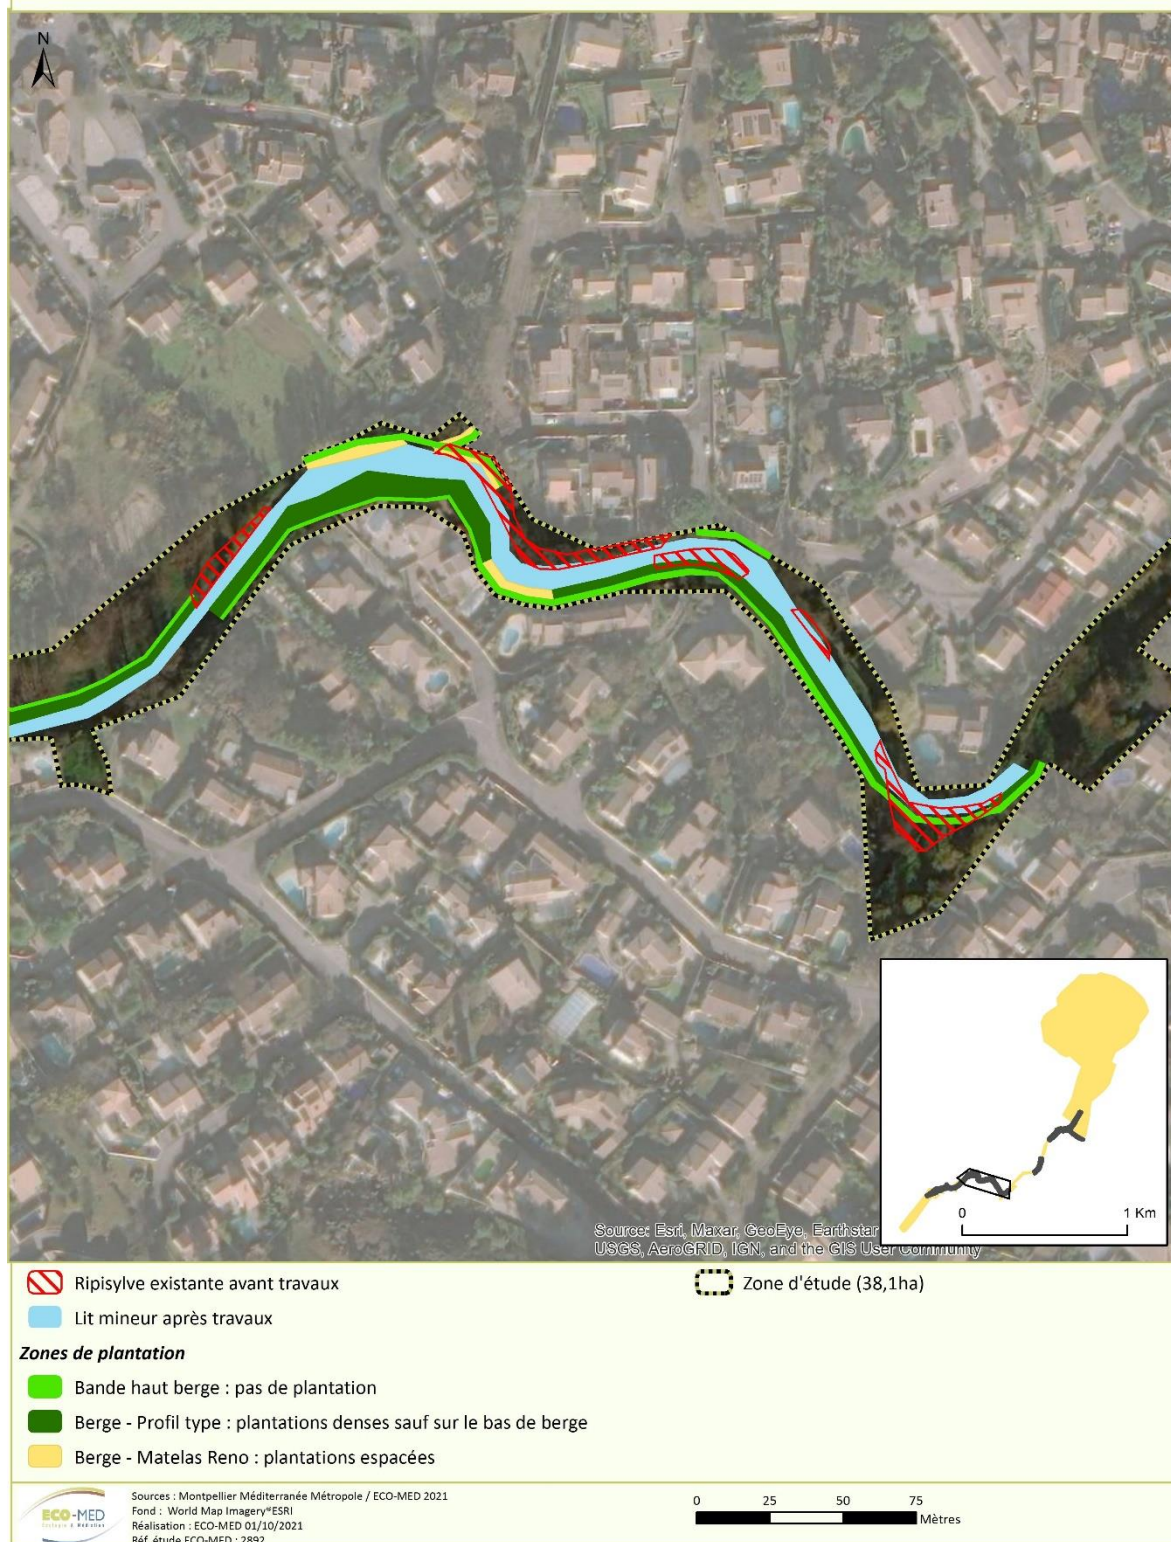 N
0 1 Km
Source: Esri, Maxar, GeoEye, Earthstar
USGS, AeroGRID, IGN, and the GIS User Community
Ripisylve existante avant travaux
Zone d'étude (38,1ha)
Lit mineur après travaux
Zones de plantation
Bande haut berge : pas de plantation
Berge - Profil type : plantations denses sauf sur le bas de berge
Berge - Matelas Reno : plantations espacées
ECO-MED
Sources : Montpellier Méditerranée Métropole / ECO-MED 2021
Fond : World Map Imagery®ESRI
Réalisation : ECO-MED 01/10/2021
Réf. étude ECO-MED : 2892
0 25 50 75
Mètres